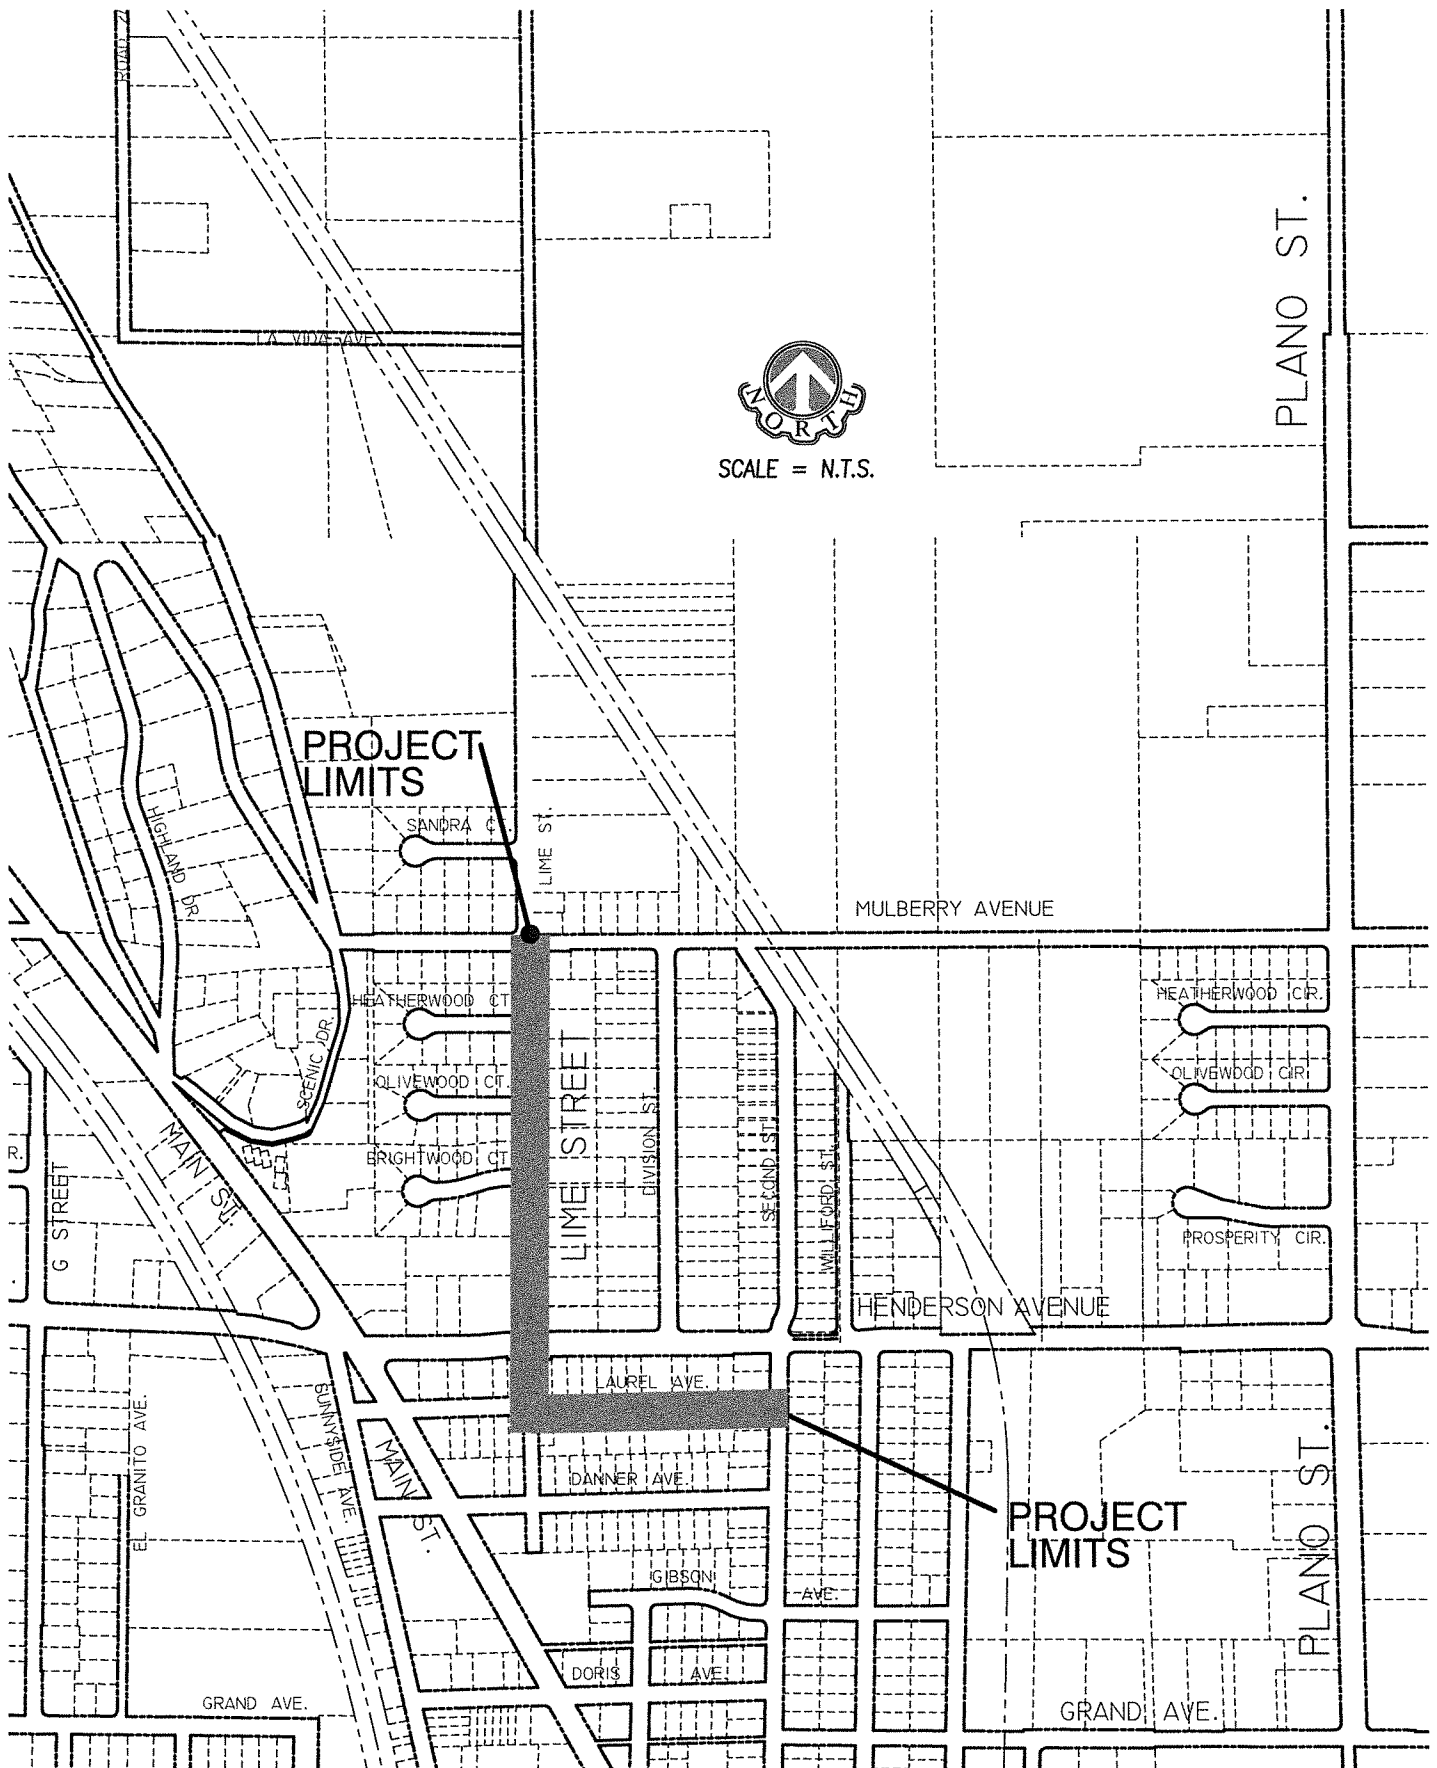 ROAD
LA VIDA AVE
PLANO ST.
NORTH
SCALE = N.T.S.
PROJECT
LIMITS
SANDRA CT.
LIME ST.
HIGHLAND DR.
MULBERRY AVENUE
HEATHERWOOD CT
HEATHERWOOD CIR.
SCENIC DR.
OLIVEWOOD CT.
OLIVEWOOD CIR
LIME STREET
DIVISION ST.
SECOND ST.
WILLIFORD ST.
MAIN ST.
BRIGHTWOOD CT
R.
G STREET
PROSPERITY CIR.
HENDERSON AVENUE
LAUREL AVE.
EL GRANITO AVE.
SUNNYSIDE AVE
MAIN ST.
DANNER AVE.
PROJECT
LIMITS
PLANO ST.
GIBSON AVE.
DORIS AVE
GRAND AVE.
GRAND AVE.